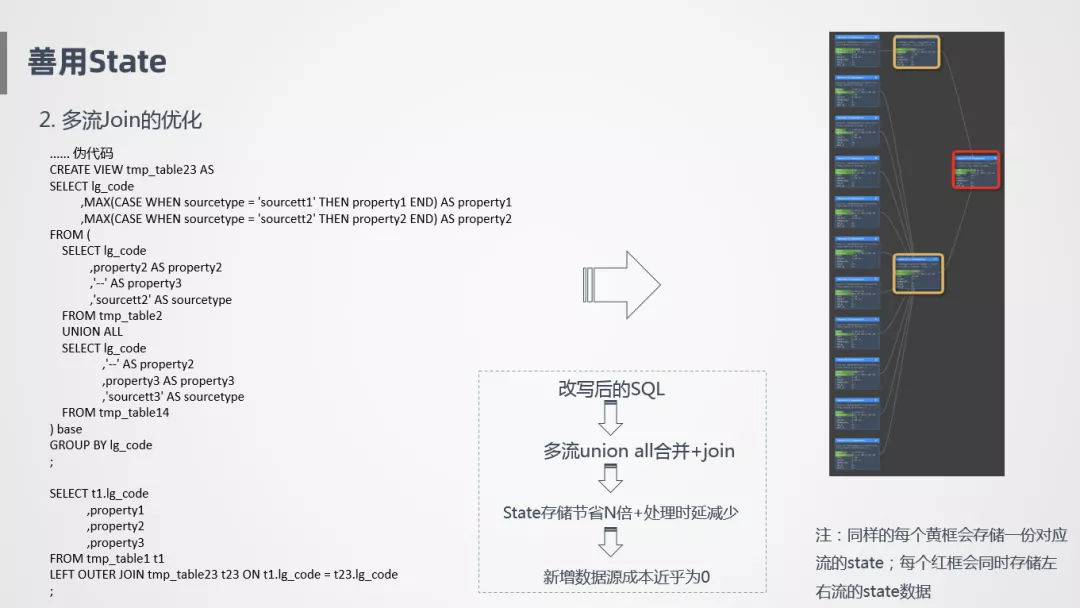 善用State
2. 多流Join的优化
...... 伪代码
CREATE VIEW tmp_table23 AS
SELECT lg_code
,MAX(CASE WHEN sourcetype = 'sourcett1' THEN property1 END) AS property1
,MAX(CASE WHEN sourcetype = 'sourcett2' THEN property2 END) AS property2
FROM (
SELECT lg_code
,property2 AS property2
,'--' AS property3
,'sourcett2' AS sourcetype
FROM tmp_table2
UNION ALL
SELECT lg_code
,'--' AS property2
,property3 AS property3
,'sourcett3' AS sourcetype
FROM tmp_table14
) base
GROUP BY lg_code
;
SELECT t1.lg_code
,property1
,property2
,property3
FROM tmp_table1 t1
LEFT OUTER JOIN tmp_table23 t23 ON t1.lg_code = t23.lg_code
;
改写后的SQL
多流union all合并+join
State存储节省N倍+处理时延减少
新增数据源成本近乎为0
注：同样的每个黄框会存储一份对应
流的state；每个红框会同时存储左
右流的state数据